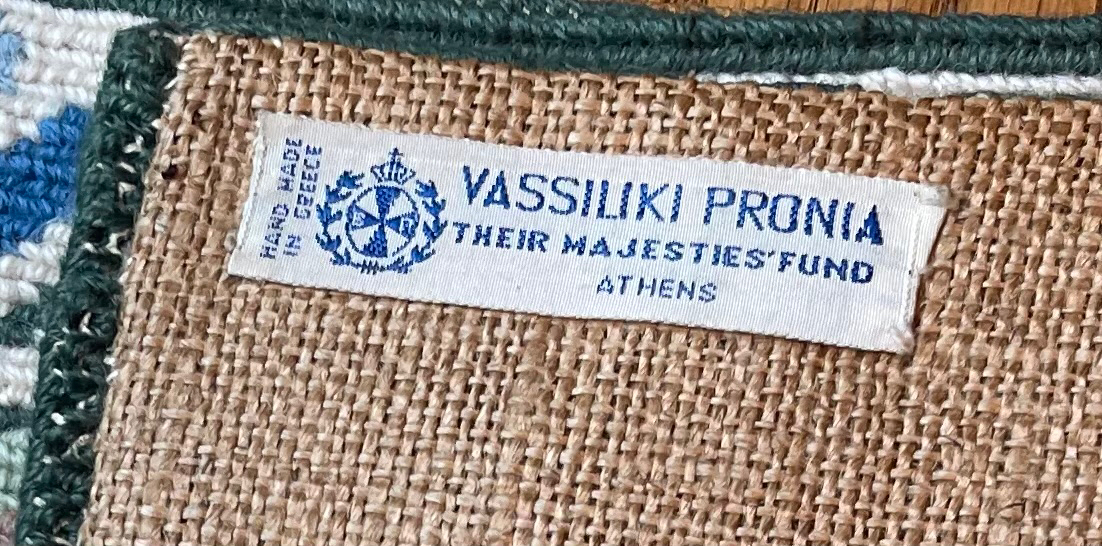 HAND MADE
IN GREECE
VASSILIKI PRONIA
THEIR MAJESTIES' FUND
ATHENS